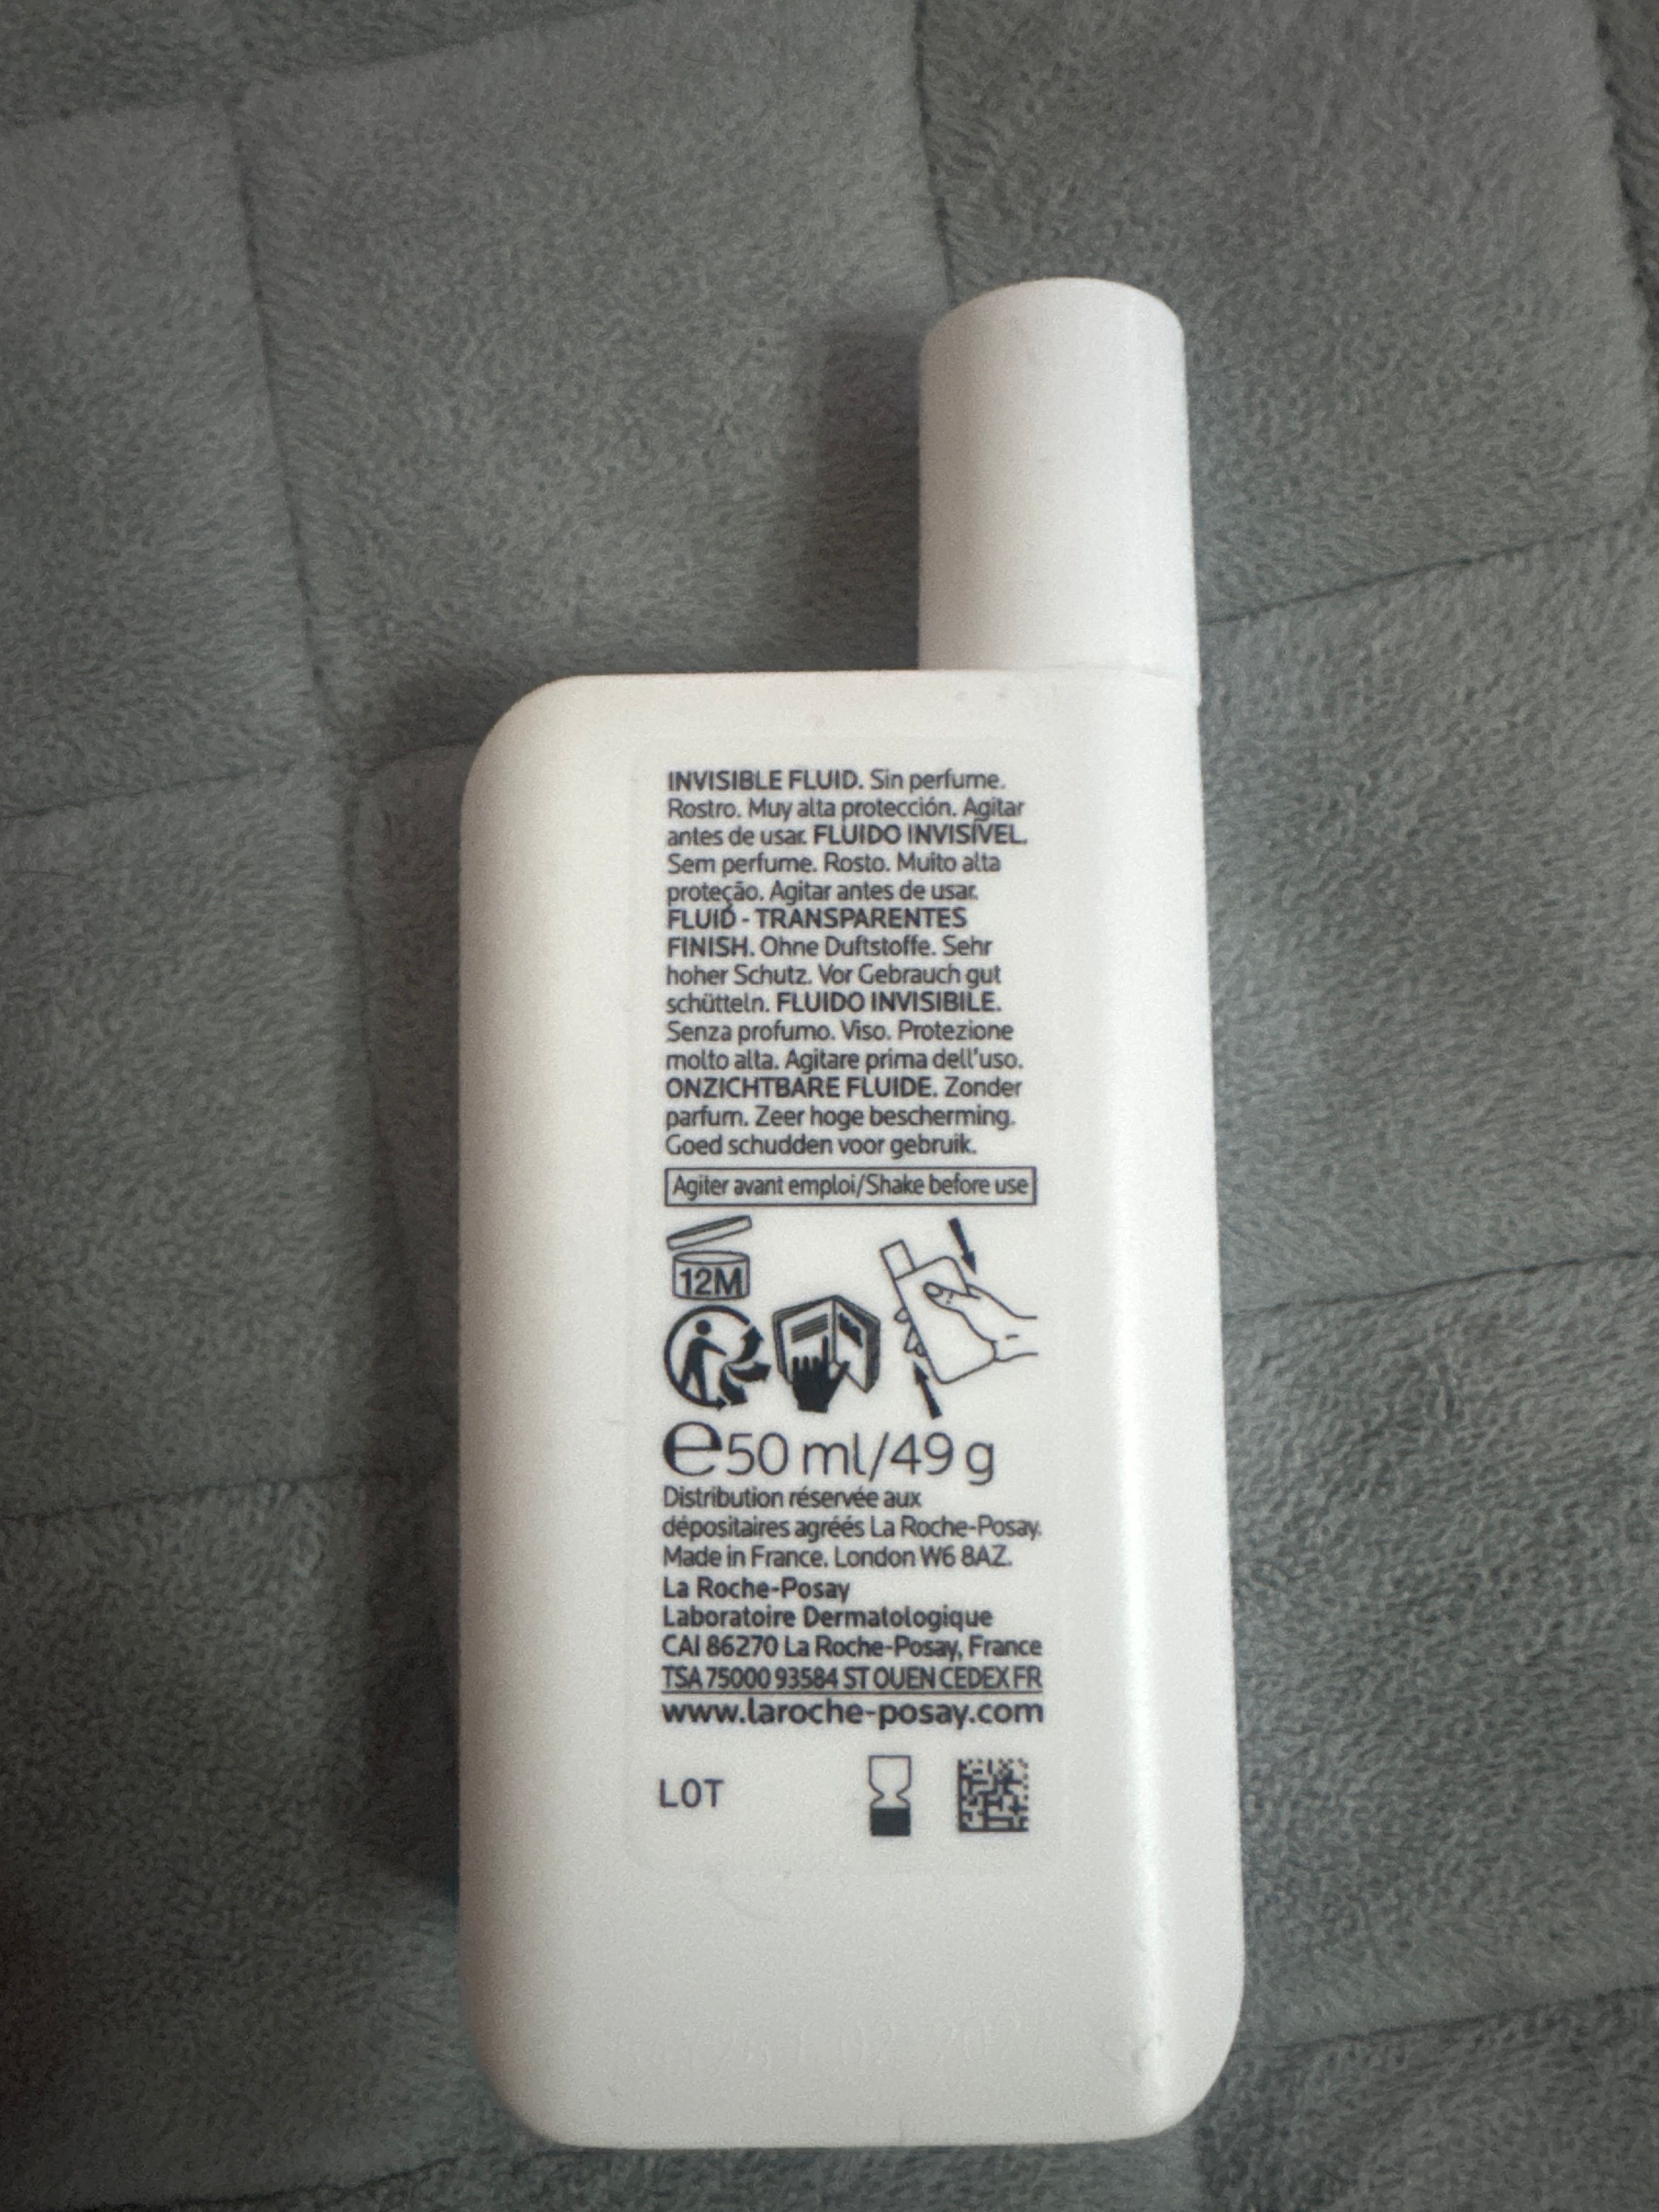 INVISIBLE FLUID. Sin perfume.
Rostro. Muy alta protección. Agitar
antes de usar. FLUIDO INVISÍVEL.
Sem perfume. Rosto. Muito alta
proteção. Agitar antes de usar.
FLUID - TRANSPARENTES
FINISH. Ohne Duftstoffe. Sehr
hoher Schutz. Vor Gebrauch gut
schütteln. FLUIDO INVISIBILE.
Senza profumo. Viso. Protezione
molto alta. Agitare prima dell'uso.
ONZICHTBARE FLUIDE. Zonder
parfum. Zeer hoge bescherming.
Goed schudden voor gebruik.
Agiter avant emploi/Shake before use
12M
e50 ml/49 g
Distribution réservée aux
dépositaires agréés La Roche-Posay.
Made in France. London W6 8AZ.
La Roche-Posay
Laboratoire Dermatologique
CAI 86270 La Roche-Posay, France
TSA 75000 93584 ST OUEN CEDEX FR
www.laroche-posay.com
LOT